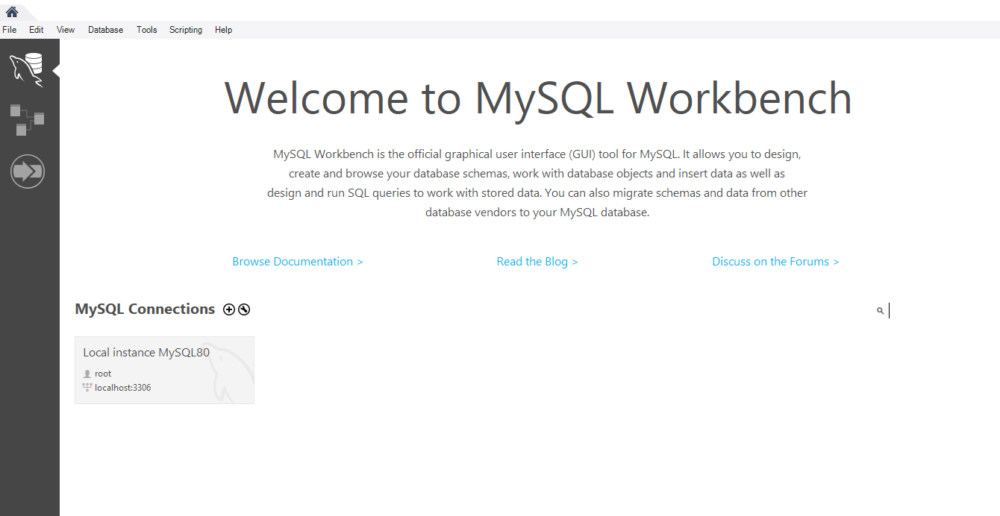 File Edit View Database Tools Scripting Help
Welcome to MySQL Workbench
MySQL Workbench is the official graphical user interface (GUI) tool for MySQL. It allows you to design,
create and browse your database schemas, work with database objects and insert data as well as
design and run SQL queries to work with stored data. You can also migrate schemas and data from other
database vendors to your MySQL database.
Browse Documentation > Read the Blog > Discuss on the Forums >
MySQL Connections
Local instance MySQL80
root
localhost:3306